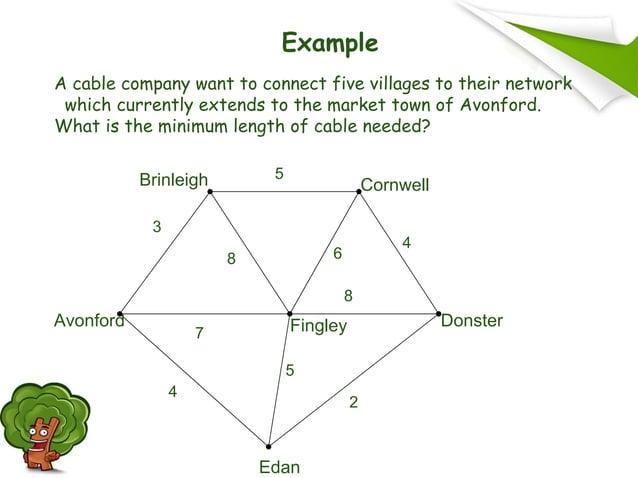 Example
A cable company want to connect five villages to their network
which currently extends to the market town of Avonford.
What is the minimum length of cable needed?
5
Brinleigh
Cornwell
3
4
8
6
8
Avonford
Fingley
Donster
7
5
4
2
Edan